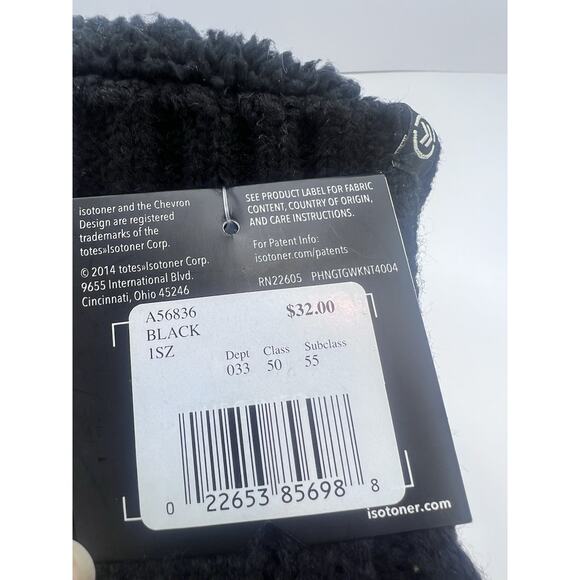 isotoner and the Chevron
Design are registered
trademarks of the
totes»Isotoner Corp.
© 2014 totes»Isotoner Corp.
9655 International Blvd.
Cincinnati, Ohio 45246
SEE PRODUCT LABEL FOR FABRIC
CONTENT, COUNTRY OF ORIGIN,
AND CARE INSTRUCTIONS.
For Patent Info:
isotoner.com/patents
RN22605 PHNGTGWKNT4004
A56836 $32.00
BLACK
1SZ
Dept Class Subclass
033 50 55
0 22653 85698 8
isotoner.com